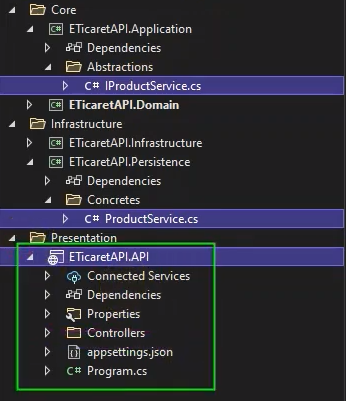 Core
ETicaretAPI.Application
Dependencies
Abstractions
C# IProductService.cs
ETicaretAPI.Domain
Infrastructure
ETicaretAPI.Infrastructure
ETicaretAPI.Persistence
Dependencies
Concretes
C# ProductService.cs
Presentation
ETicaretAPI.API
Connected Services
Dependencies
Properties
Controllers
appsettings.json
C# Program.cs